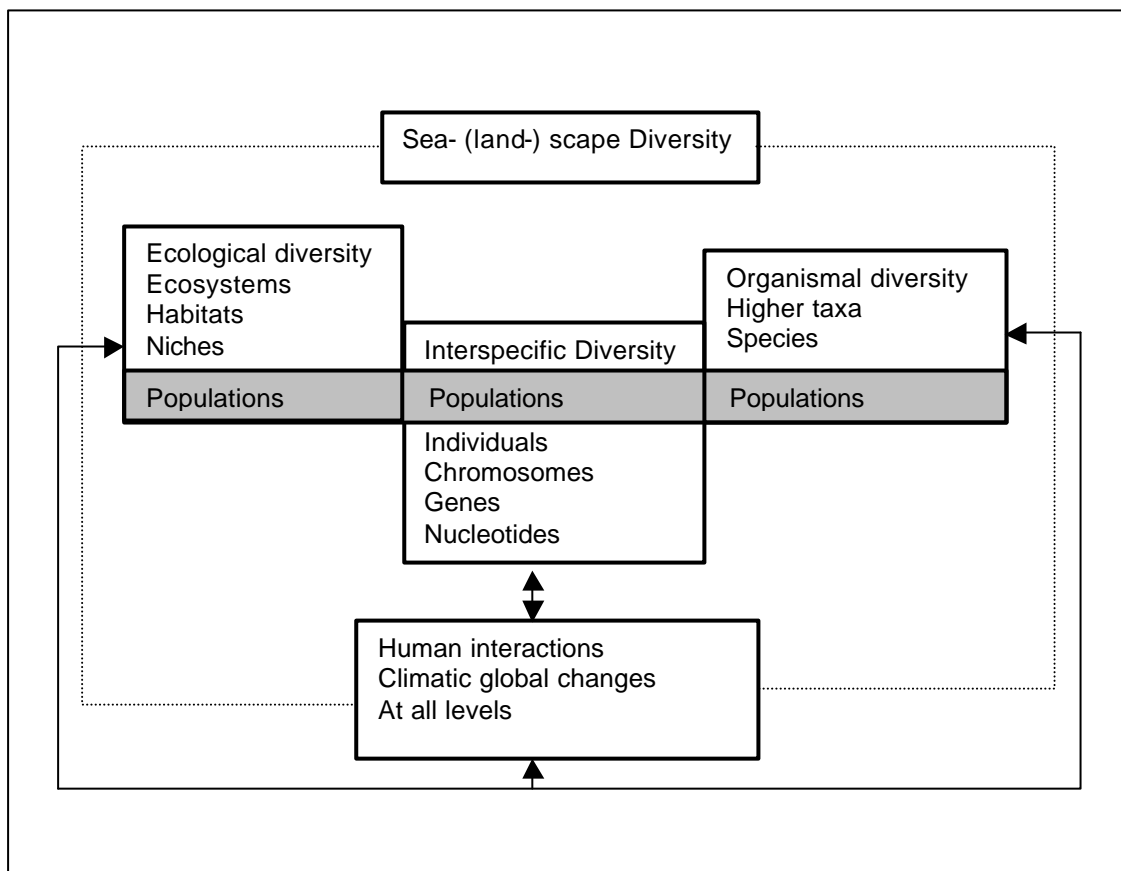 Sea- (land-) scape Diversity
Ecological diversity
Ecosystems
Habitats
Niches
Populations
Interspecific Diversity
Populations
Individuals
Chromosomes
Genes
Nucleotides
Organismal diversity
Higher taxa
Species
Populations
Human interactions
Climatic global changes
At all levels